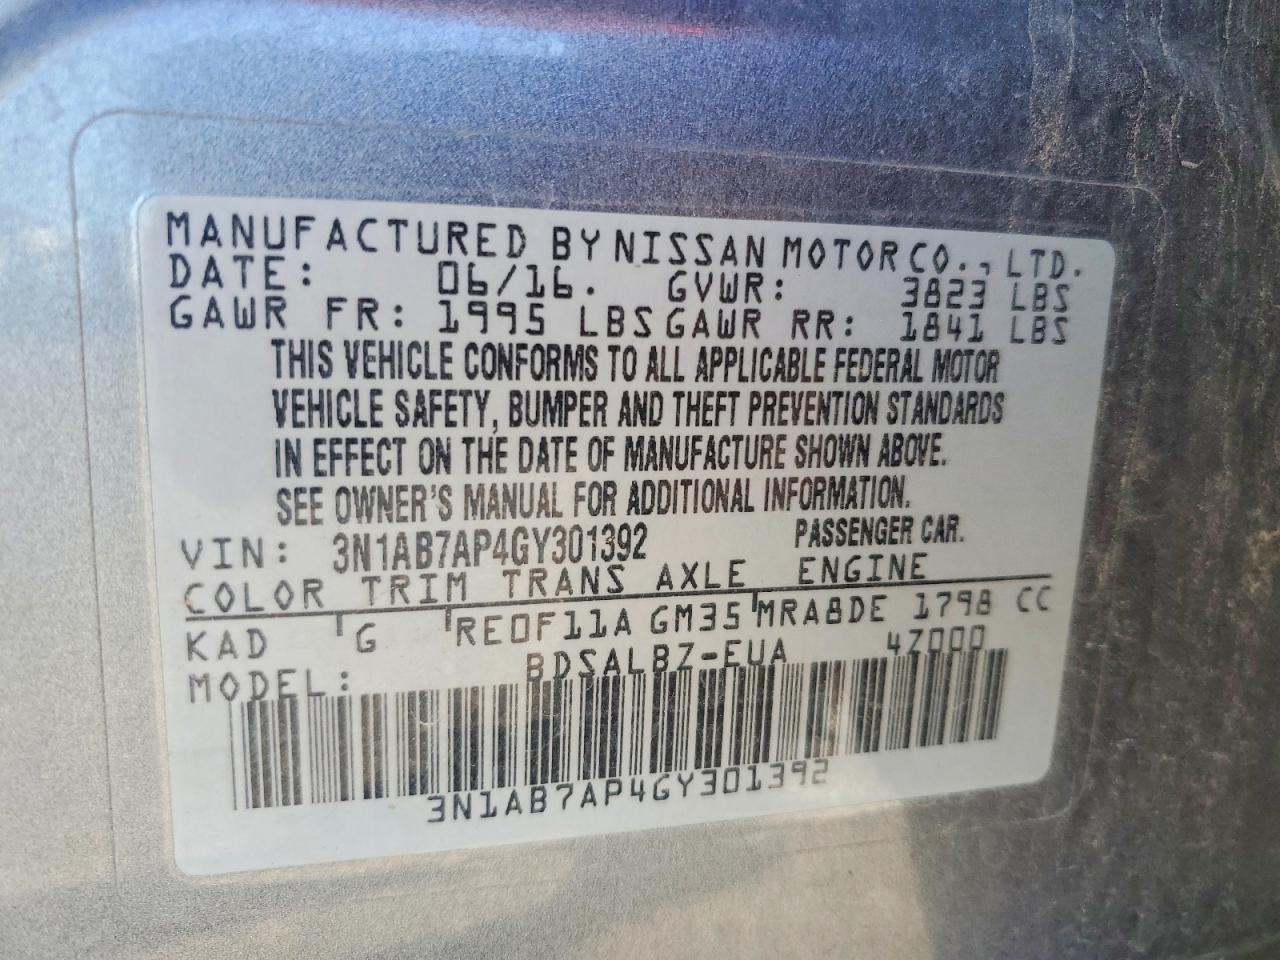 MANUFACTURED BY NISSAN MOTOR CO., LTD.
DATE: 06/16. GVWR: 3823 LBS
GAWR FR: 1995 LBS GAWR RR: 1841 LBS
THIS VEHICLE CONFORMS TO ALL APPLICABLE FEDERAL MOTOR
VEHICLE SAFETY, BUMPER AND THEFT PREVENTION STANDARDS
IN EFFECT ON THE DATE OF MANUFACTURE SHOWN ABOVE.
SEE OWNER'S MANUAL FOR ADDITIONAL INFORMATION.
VIN: 3N1AB7AP4GY301392 PASSENGER CAR.
COLOR TRIM TRANS AXLE ENGINE
KAD G RE0F11A GM35 MRA8DE 1798 CC
MODEL: BDSALBZ-EUA 4Z000
3N1AB7AP4GY301392